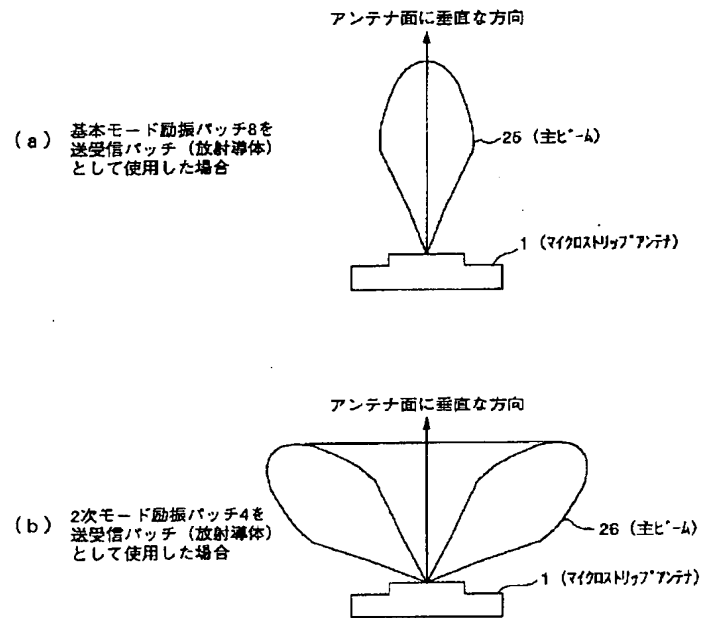 アンテナ面に垂直な方向
(a) 基本モード励振パッチ8を
送受信パッチ（放射導体）
として使用した場合
25（主ﾋﾞｰﾑ）
1（ﾏｲｸﾛｽﾄﾘｯﾌﾟｱﾝﾃﾅ）
アンテナ面に垂直な方向
(b) 2次モード励振パッチ4を
送受信パッチ（放射導体）
として使用した場合
26（主ﾋﾞｰﾑ）
1（ﾏｲｸﾛｽﾄﾘｯﾌﾟｱﾝﾃﾅ）